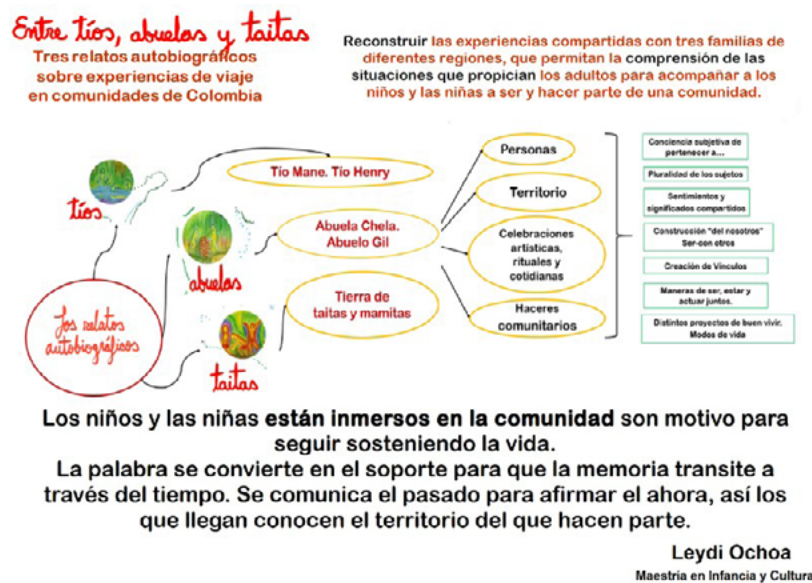 Entre tíos, abuelas y taitas
Tres relatos autobiográficos
sobre experiencias de viaje
en comunidades de Colombia
Reconstruir las experiencias compartidas con tres familias de
diferentes regiones, que permitan la comprensión de las
situaciones que propician los adultos para acompañar a los
niños y las niñas a ser y hacer parte de una comunidad.
Los relatos
autobiográficos
tíos
abuelas
taitas
Tío Mane. Tío Henry
Abuela Chela.
Abuelo Gil
Tierra de
taitas y mamitas
Personas
Territorio
Celebraciones
artísticas,
rituales y
cotidianas
Haceres
comunitarios
Conciencia subjetiva de
pertenecer a...
Pluralidad de los sujetos
Sentimientos y
significados compartidos
Construcción "del nosotros"
Ser-con otros
Creación de Vínculos
Maneras de ser, estar y
actuar juntos.
Distintos proyectos de buen vivir.
Modos de vida
Los niños y las niñas están inmersos en la comunidad son motivo para
seguir sosteniendo la vida.
La palabra se convierte en el soporte para que la memoria transite a
través del tiempo. Se comunica el pasado para afirmar el ahora, así los
que llegan conocen el territorio del que hacen parte.
Leydi Ochoa
Maestría en Infancia y Cultura